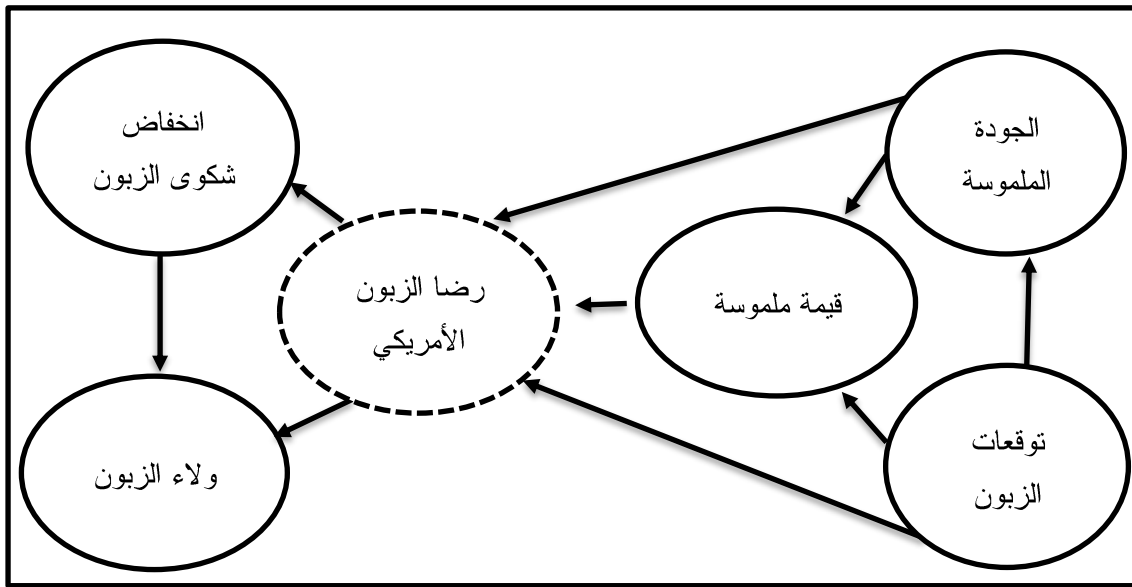 الجودة
الملموسة
انخفاض
شكوى الزبون
قيمة ملموسة
رضا الزبون
الأمريكي
توقعات
الزبون
ولاء الزبون